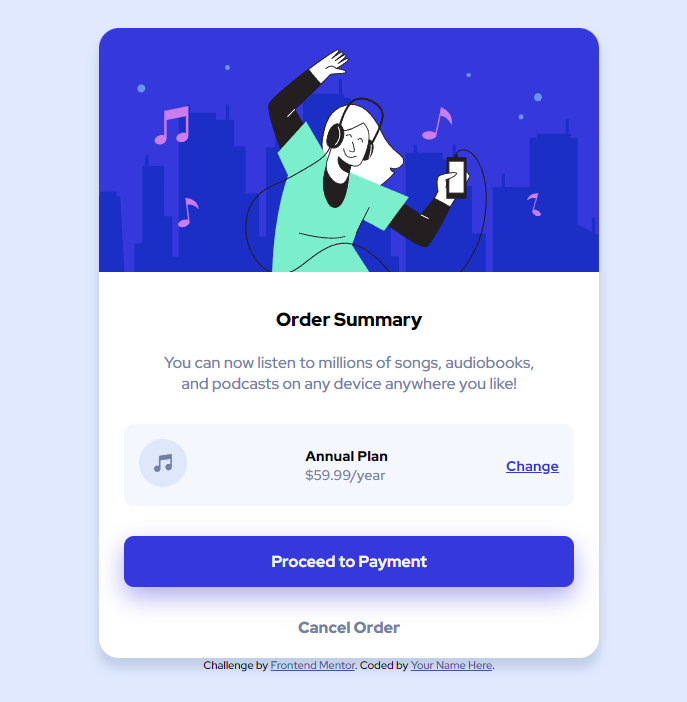 Order Summary
You can now listen to millions of songs, audiobooks,
and podcasts on any device anywhere you like!
Annual Plan
$59.99/year
Change
Proceed to Payment
Cancel Order
Challenge by Frontend Mentor. Coded by Your Name Here.